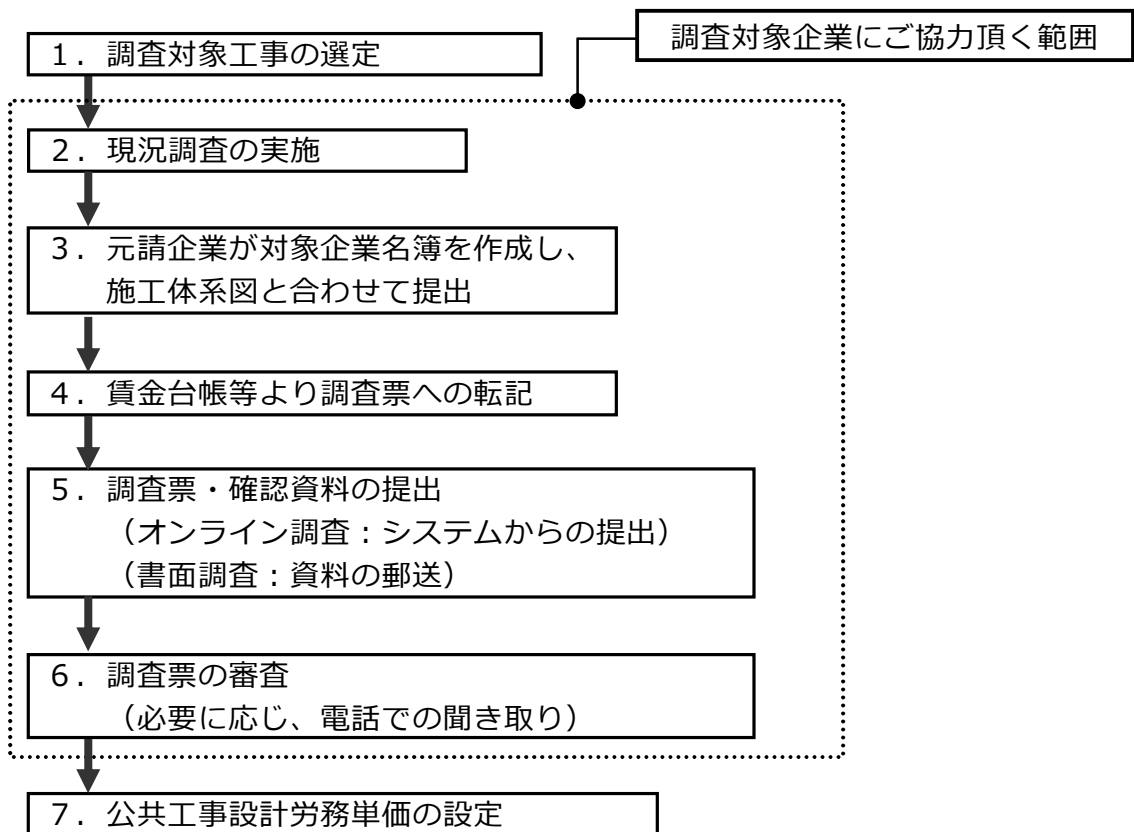 調査対象企業にご協力頂く範囲
１．調査対象工事の選定
２．現況調査の実施
３．元請企業が対象企業名簿を作成し、
施工体系図と合わせて提出
４．賃金台帳等より調査票への転記
５．調査票・確認資料の提出
（オンライン調査：システムからの提出）
（書面調査：資料の郵送）
６．調査票の審査
（必要に応じ、電話での聞き取り）
７．公共工事設計労務単価の設定